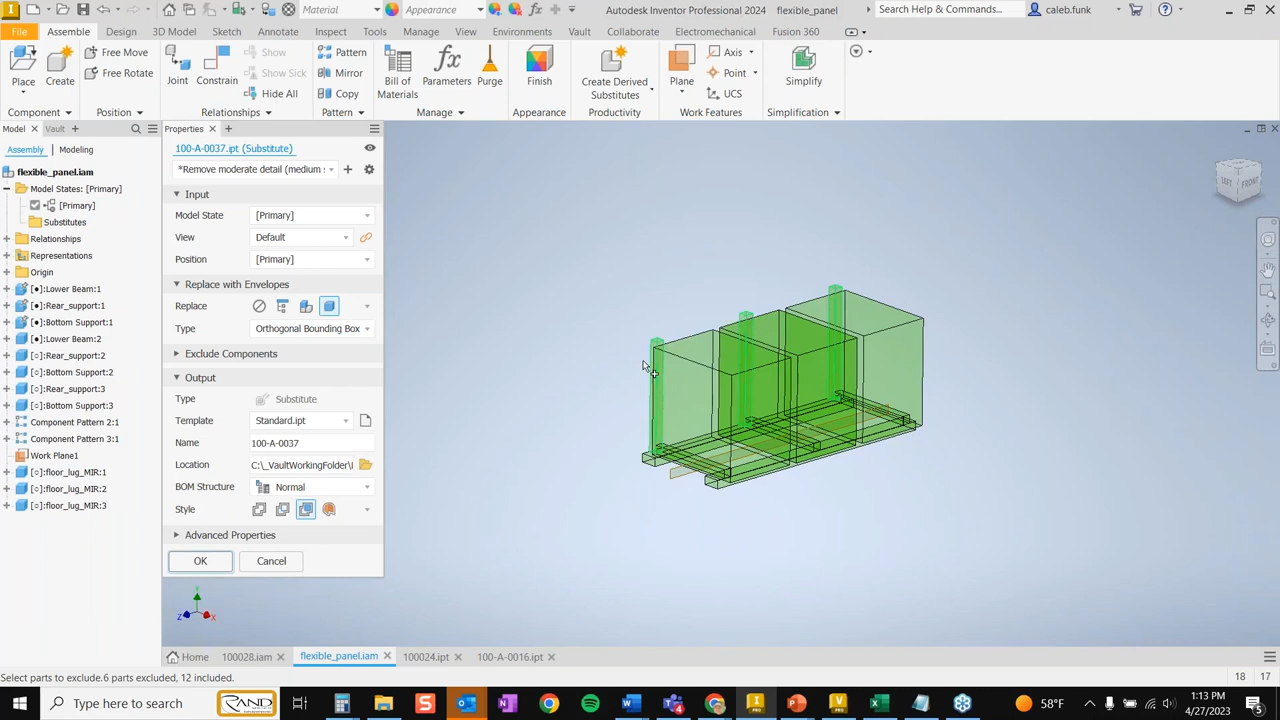 Material
Appearance
Autodesk Inventor Professional 2024 flexible_panel
Search Help & Commands...
caleb.funk
File Assembly Design 3D Model Sketch Annotate Inspect Tools Manage View Environments Vault Collaborate Electromechanical Fusion 360
Place
Create
Free Move
Free Rotate
Joint
Constrain
Show
Show Sick
Hide All
Pattern
Mirror
Copy
Bill of
Materials
Parameters
Purge
Finish
Create Derived
Substitutes
Plane
Axis
Point
UCS
Simplify
Component Position Relationships Pattern Manage Appearance Productivity Work Features Simplification
Model
Vault
Assembly
Modeling
flexible_panel.iam
Model States: [Primary]
[Primary]
Substitutes
Relationships
Representations
Origin
[●]:Lower Beam:1
[●]:Rear_support:1
[●]:Bottom Support:1
[●]:Lower Beam:2
[○]:Rear_support:2
[○]:Bottom Support:2
[○]:Rear_support:3
[○]:Bottom Support:3
Component Pattern 2:1
Component Pattern 3:1
Work Plane1
[○]:floor_lug_MIR:1
[○]:floor_lug_MIR:2
[○]:floor_lug_MIR:3
Properties
100-A-0037.ipt (Substitute)
*Remove moderate detail (medium s
Input
Model State [Primary]
View Default
Position [Primary]
Replace with Envelopes
Replace
Type Orthogonal Bounding Box
Exclude Components
Output
Type Substitute
Template Standard.ipt
Name 100-A-0037
Location C:\_VaultWorkingFolder\
BOM Structure Normal
Style
Advanced Properties
OK
Cancel
LEFT
FRONT
Y
Z
X
Home 100028.iam flexible_panel.iam 100024.ipt 100-A-0016.ipt
Select parts to exclude.6 parts excluded, 12 included.
18 17
Type here to search
RAND
58°F
1:13 PM
4/27/2023